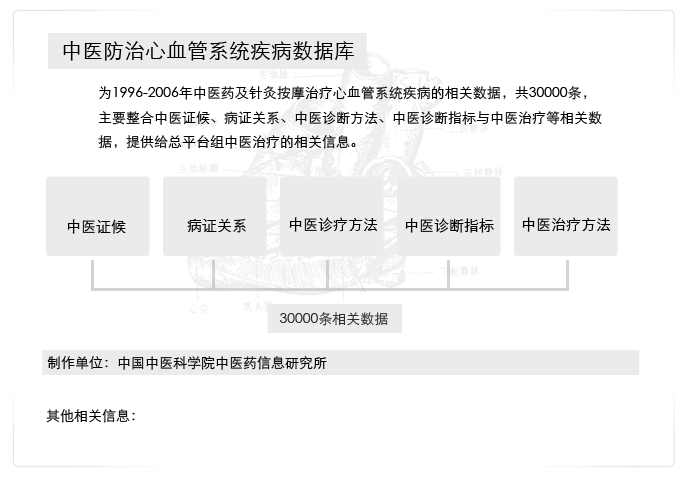 中医防治心血管系统疾病数据库
为1996-2006年中医药及针灸按摩治疗心血管系统疾病的相关数据，共30000条，
主要整合中医证候、病证关系、中医诊断方法、中医诊断指标与中医治疗等相关数
据，提供给总平台组中医治疗的相关信息。
中医证候
病证关系
中医诊疗方法
中医诊断指标
中医治疗方法
30000条相关数据
制作单位：中国中医科学院中医药信息研究所
其他相关信息：